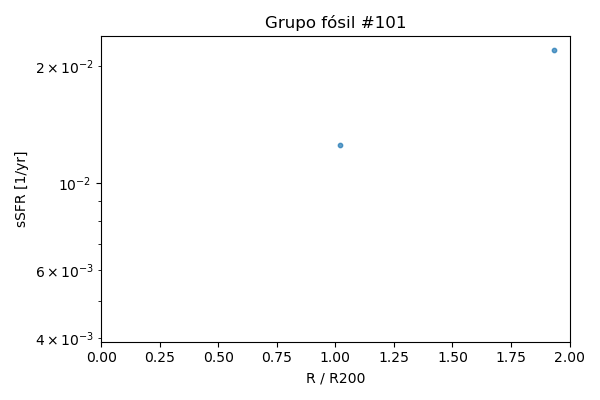 Grupo fósil #101
sSFR [1/yr]
2 × 10⁻²
10⁻²
6 × 10⁻³
4 × 10⁻³
0.00 0.25 0.50 0.75 1.00 1.25 1.50 1.75 2.00
R / R200